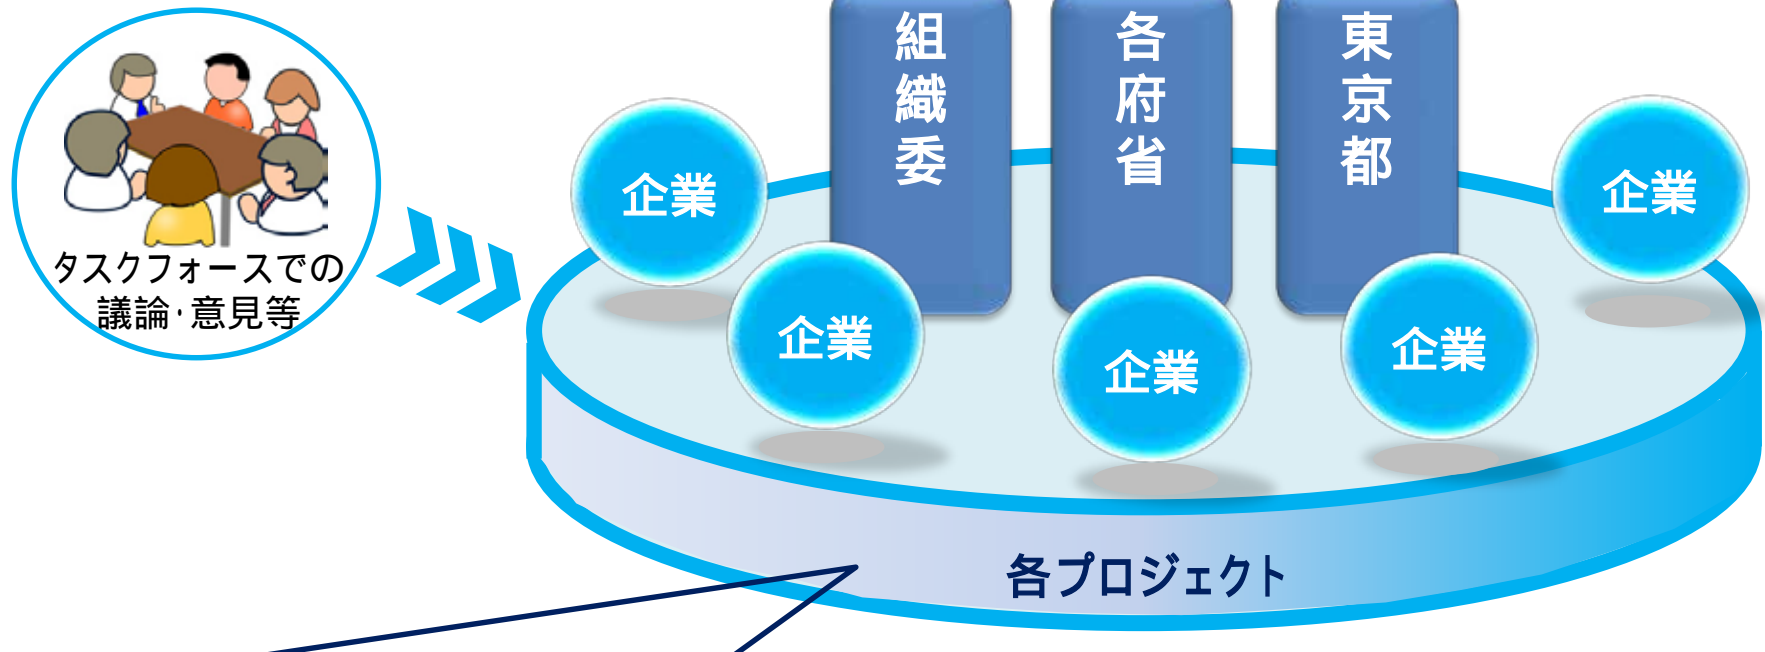 組織委
各府省
東京都
企業
企業
企業
企業
企業
タスクフォースでの
議論・意見等
各プロジェクト